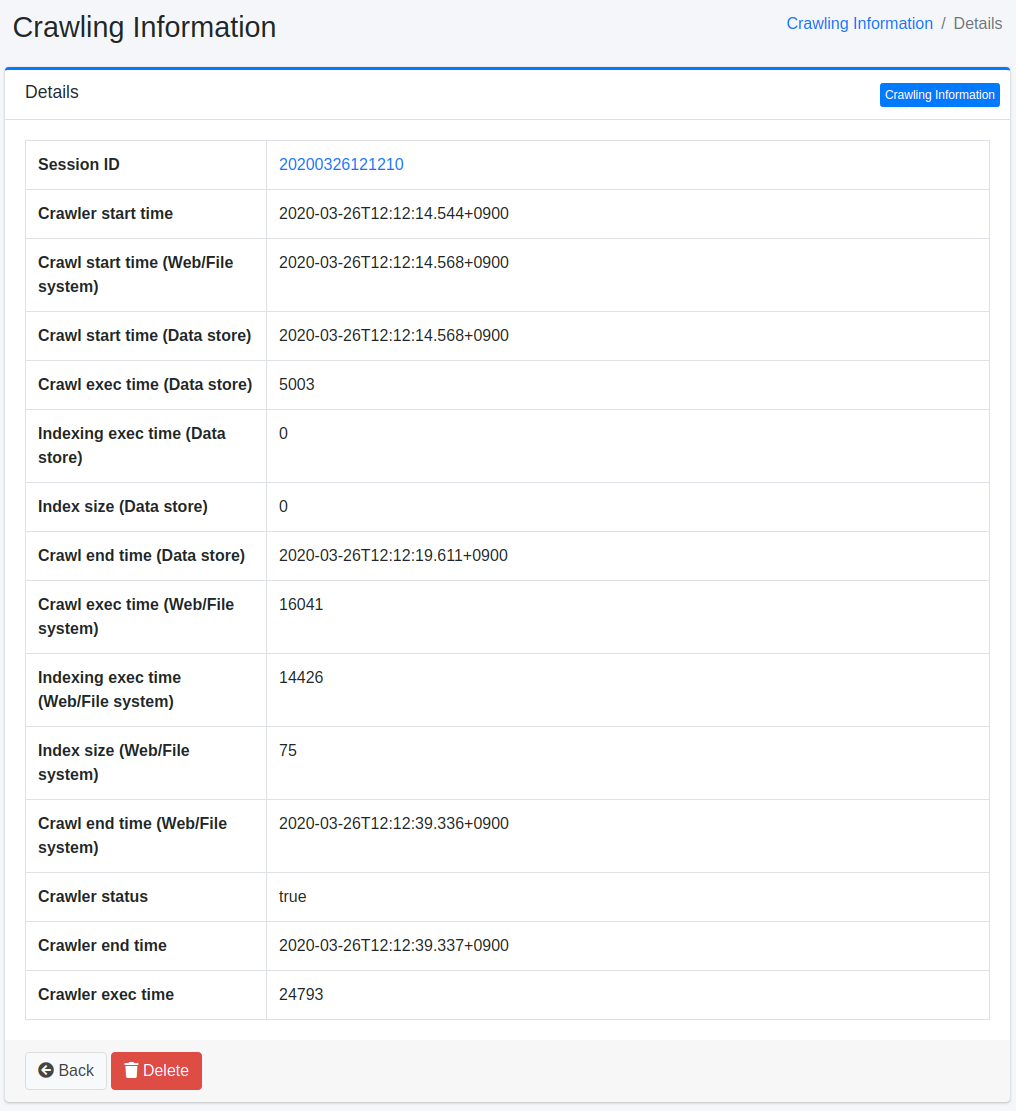 Crawling Information
Crawling Information / Details
Details
Crawling Information
Session ID 20200326121210
Crawler start time 2020-03-26T12:12:14.544+0900
Crawl start time (Web/File 2020-03-26T12:12:14.568+0900
system)
Crawl start time (Data store) 2020-03-26T12:12:14.568+0900
Crawl exec time (Data store) 5003
Indexing exec time (Data 0
store)
Index size (Data store) 0
Crawl end time (Data store) 2020-03-26T12:12:19.611+0900
Crawl exec time (Web/File 16041
system)
Indexing exec time 14426
(Web/File system)
Index size (Web/File 75
system)
Crawl end time (Web/File 2020-03-26T12:12:39.336+0900
system)
Crawler status true
Crawler end time 2020-03-26T12:12:39.337+0900
Crawler exec time 24793
Back Delete